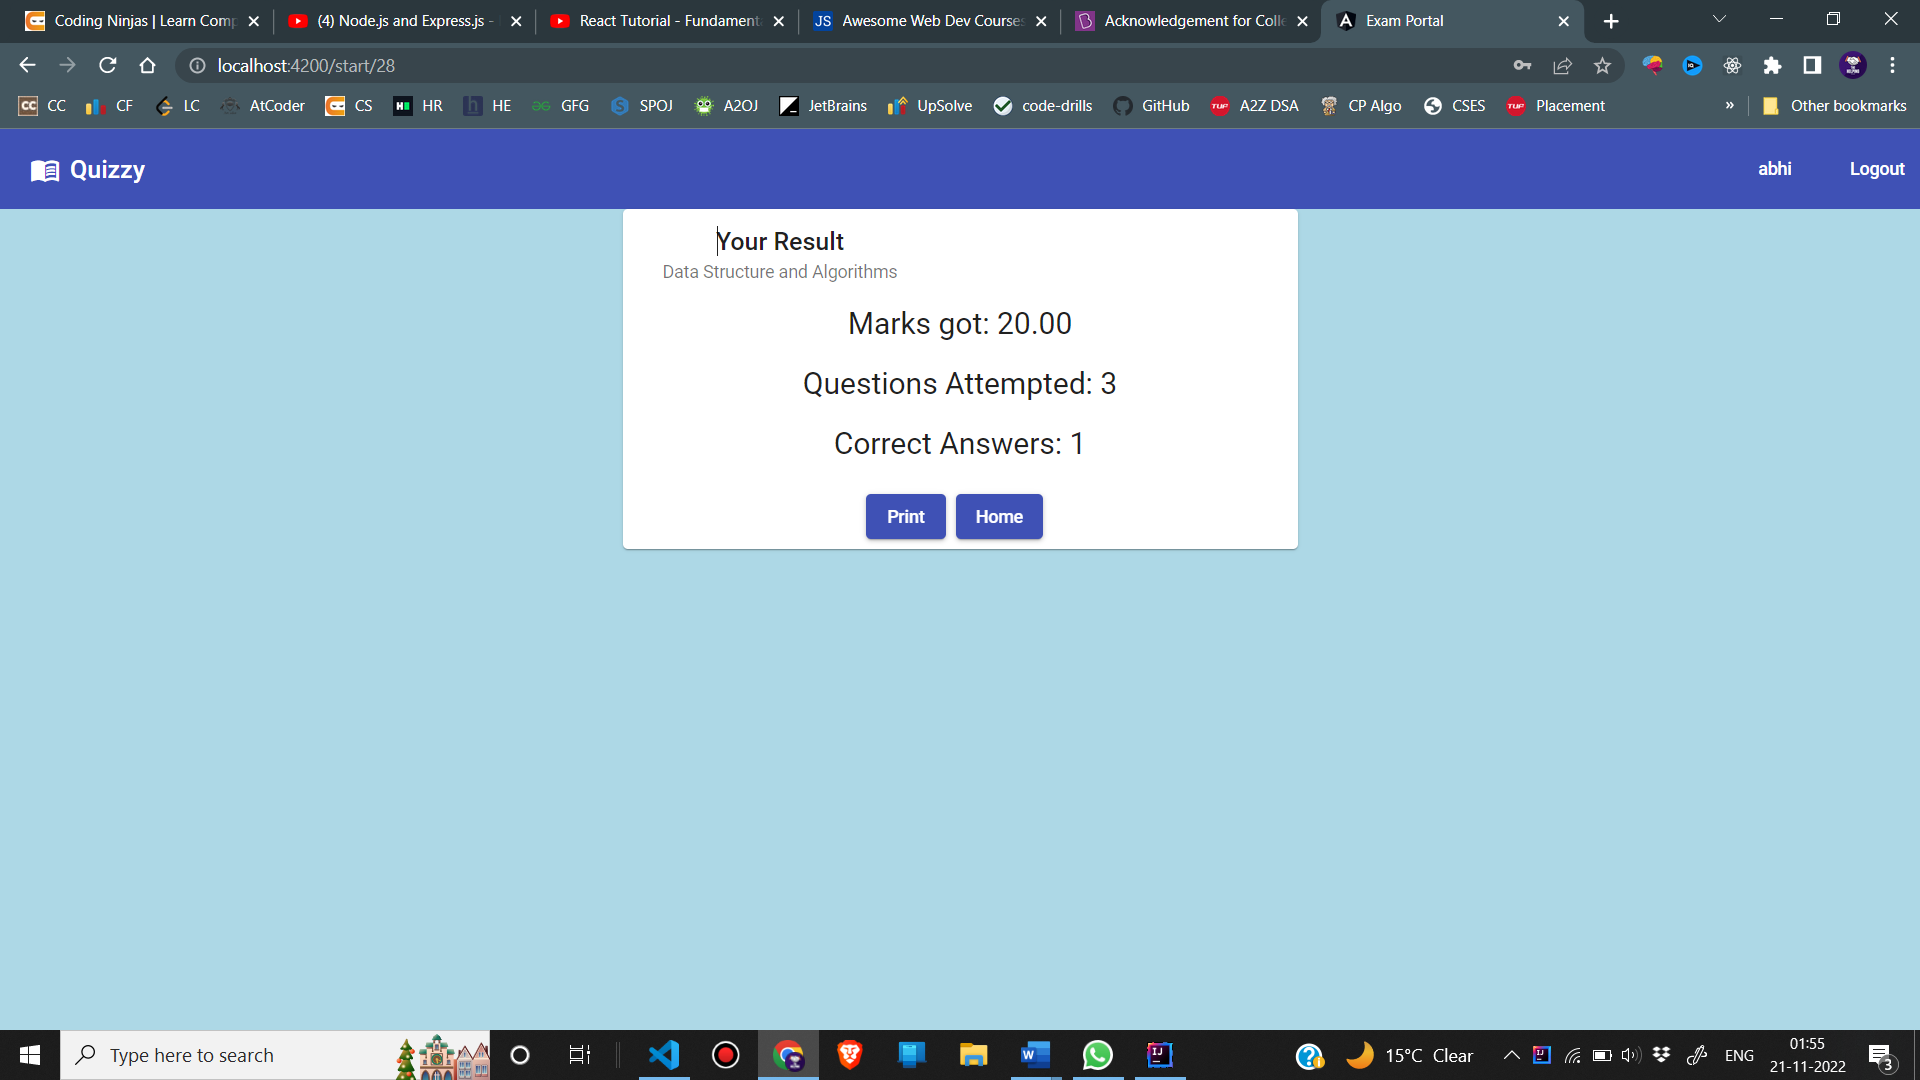 Coding Ninjas | Learn Comp
(4) Node.js and Express.js -
React Tutorial - Fundament
JS Awesome Web Dev Courses
Acknowledgement for Colle
Exam Portal
localhost:4200/start/28
CC CC CF LC AtCoder CS HR HE GFG SPOJ A2OJ JetBrains UpSolve code-drills GitHub TUF A2Z DSA CP Algo CSES TUF Placement » Other bookmarks
Quizzy abhi Logout
Your Result
Data Structure and Algorithms
Marks got: 20.00
Questions Attempted: 3
Correct Answers: 1
Print Home
Type here to search
15°C Clear
ENG
01:55
21-11-2022
3